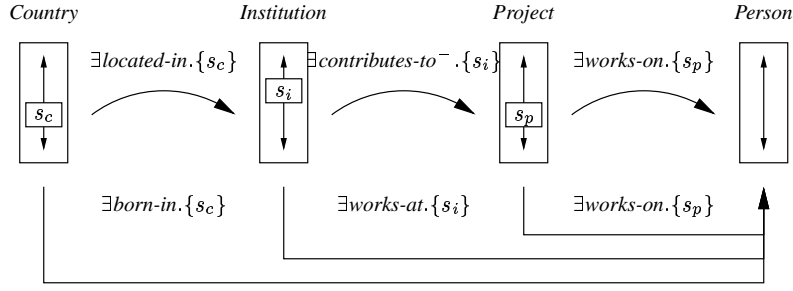 Country Institution Project Person
∃located-in.{s_c} ∃contributes-to⁻.{s_i} ∃works-on.{s_p}
s_c s_i s_p
∃born-in.{s_c} ∃works-at.{s_i} ∃works-on.{s_p}